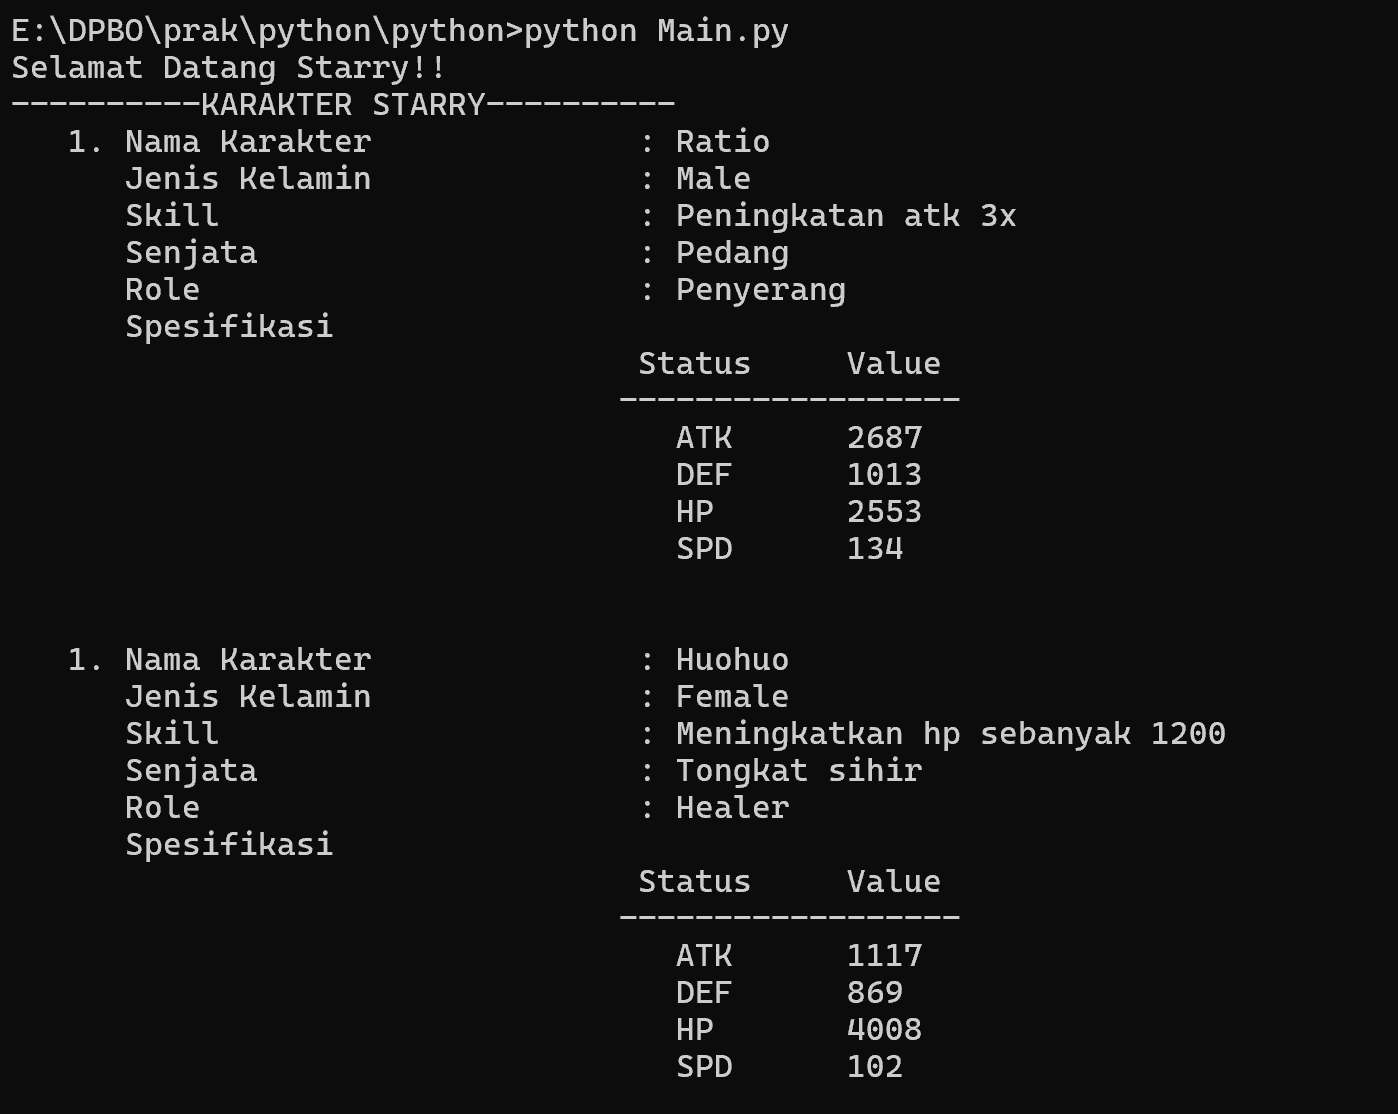 E:\DPBO\prak\python\python>python Main.py
Selamat Datang Starry!!
----------KARAKTER STARRY----------
   1. Nama Karakter              : Ratio
      Jenis Kelamin              : Male
      Skill                      : Peningkatan atk 3x
      Senjata                    : Pedang
      Role                       : Penyerang
      Spesifikasi
                                 Status     Value
                                ------------------
                                   ATK      2687
                                   DEF      1013
                                   HP       2553
                                   SPD      134
   1. Nama Karakter              : Huohuo
      Jenis Kelamin              : Female
      Skill                      : Meningkatkan hp sebanyak 1200
      Senjata                    : Tongkat sihir
      Role                       : Healer
      Spesifikasi
                                 Status     Value
                                ------------------
                                   ATK      1117
                                   DEF      869
                                   HP       4008
                                   SPD      102